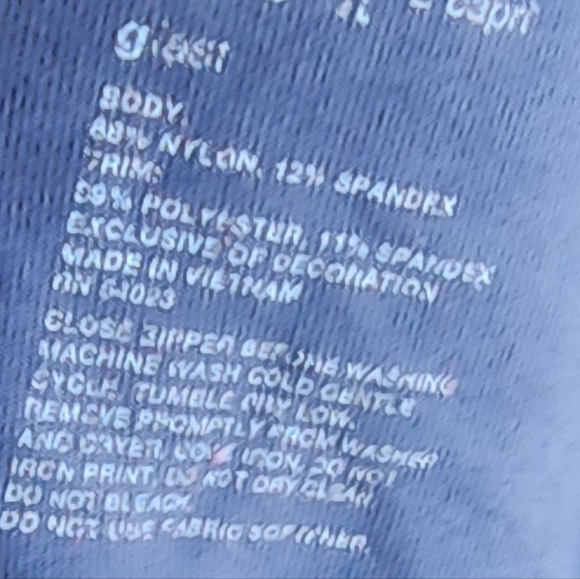 capri
BODY:
88% NYLON, 12% SPANDEX
TRIM:
89% POLYESTER, 11% SPANDEX
EXCLUSIVE OF DECORATION
MADE IN VIETNAM
RN
CLOSE ZIPPER BEFORE WASHING
MACHINE WASH COLD GENTLE
CYCLE. TUMBLE DRY LOW.
REMOVE PROMPTLY FROM WASHER
AND DRYER. COOL IRON. DO NOT
IRON PRINT. DO NOT DRY CLEAN
DO NOT BLEACH.
DO NOT USE FABRIC SOFTENER.